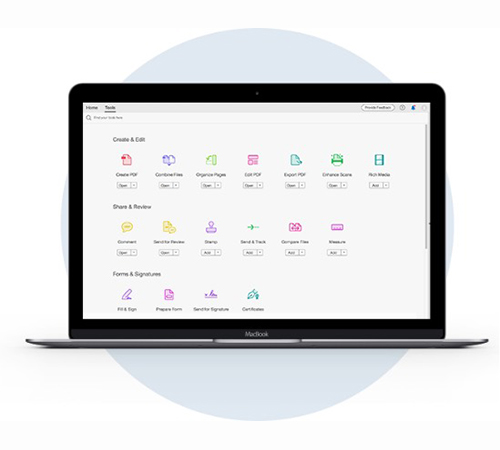 Home Tools
Provide Feedback
Create & Edit
Create PDF Combine Files Organize Pages Edit PDF Export PDF Enhance Scans Rich Media
Open Open Open Open Open Open Add
Share & Review
Comment Send for Review Stamp Send & Track Compare Files Measure
Open Open Add Add Add Add
Forms & Signatures
Fill & Sign Prepare Form Send for Signature Certificates
MacBook